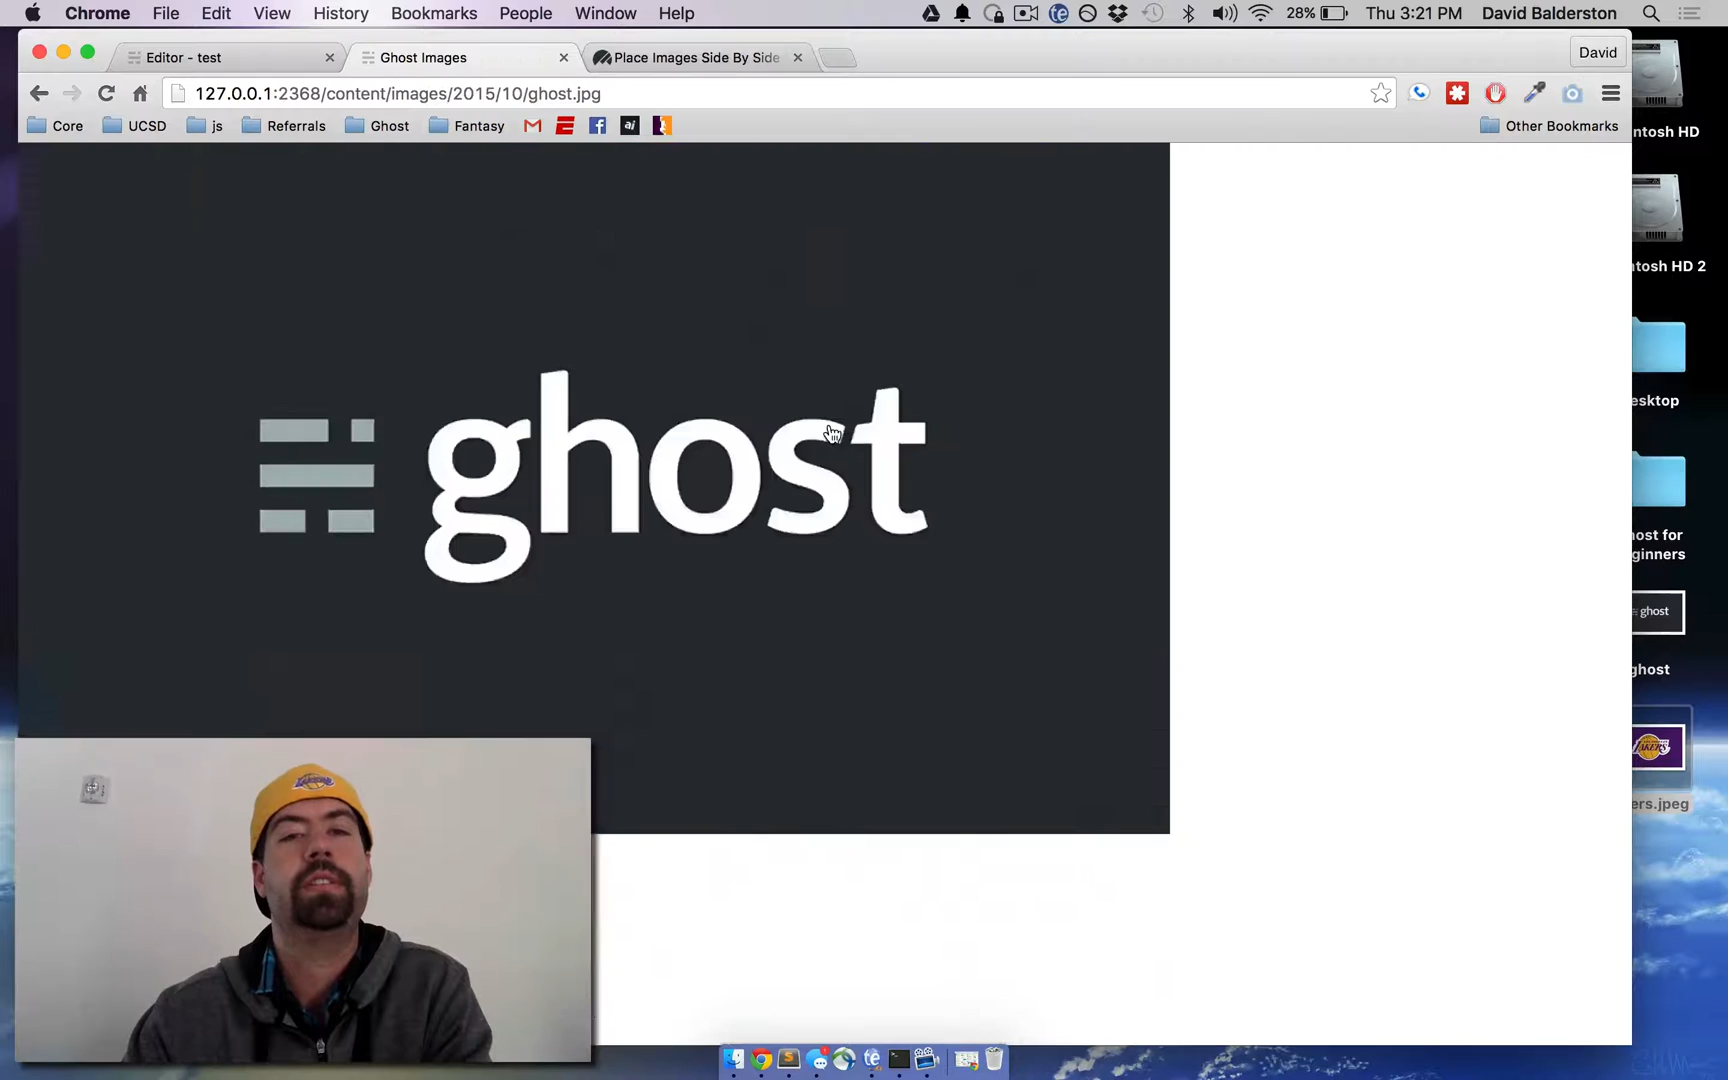 Chrome File Edit View History Bookmarks People Window Help 28% Thu 3:21 PM David Balderston
Editor - test Ghost Images Place Images Side By Side David
127.0.0.1:2368/content/images/2015/10/ghost.jpg
Core UCSD js Referrals Ghost Fantasy Other Bookmarks
ntosh HD
ntosh HD 2
esktop
ghost
host for
ginners
ghost
ghost
LAKERS
ers.jpeg